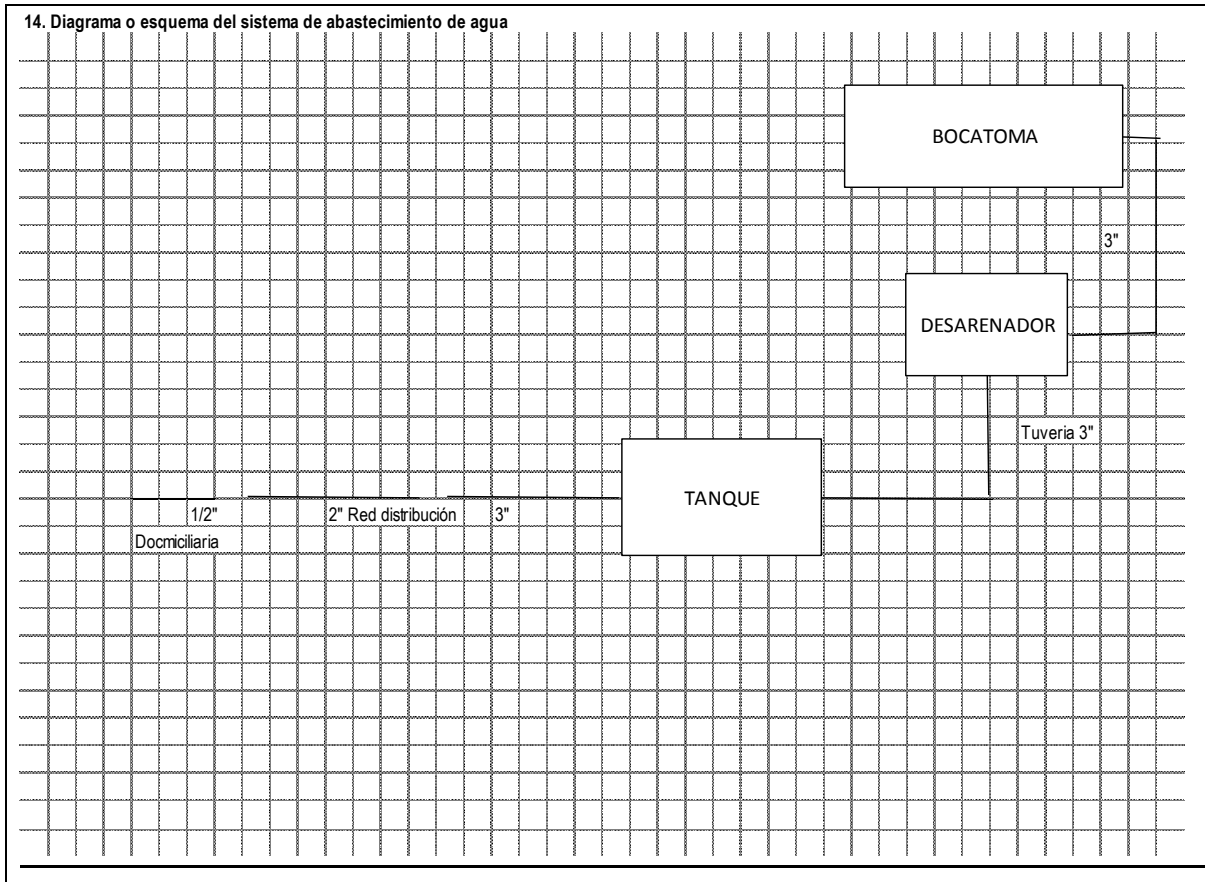 14. Diagrama o esquema del sistema de abastecimiento de agua
BOCATOMA
3"
DESARENADOR
Tuveria 3"
TANQUE
1/2"
2" Red distribución
3"
Docmiciliaria